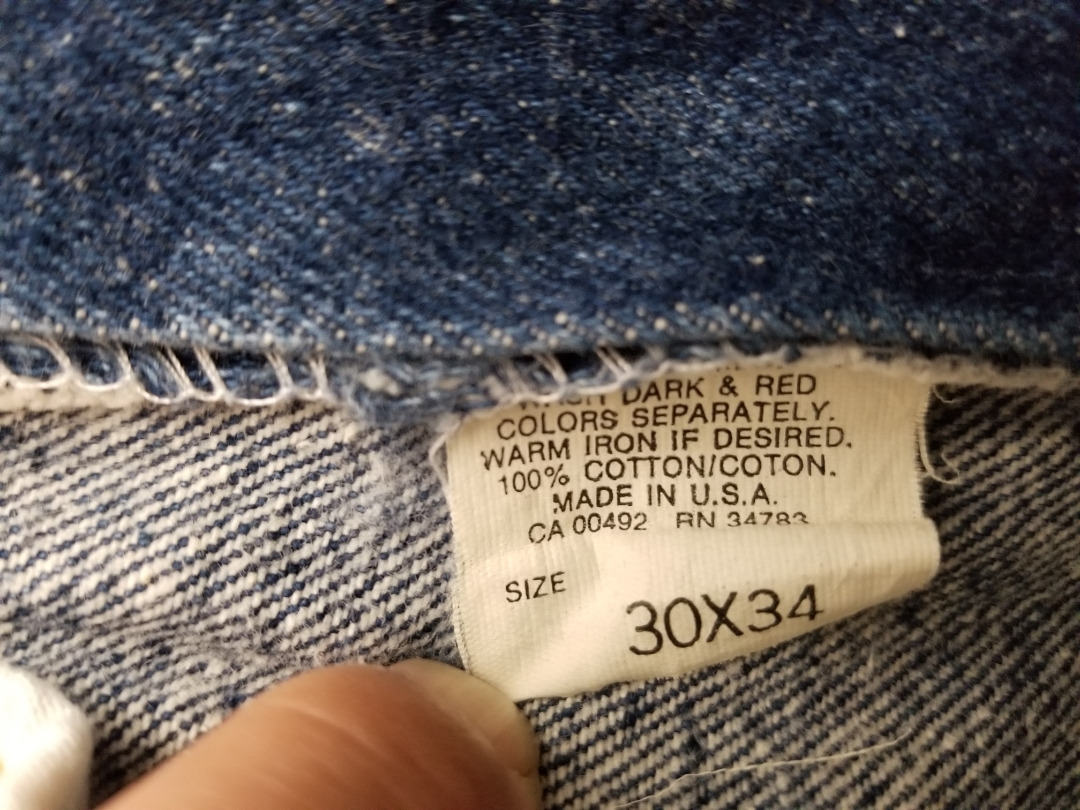 WASH DARK & RED
COLORS SEPARATELY.
WARM IRON IF DESIRED.
100% COTTON/COTON.
MADE IN U.S.A.
CA 00492 RN 34783
SIZE
30X34